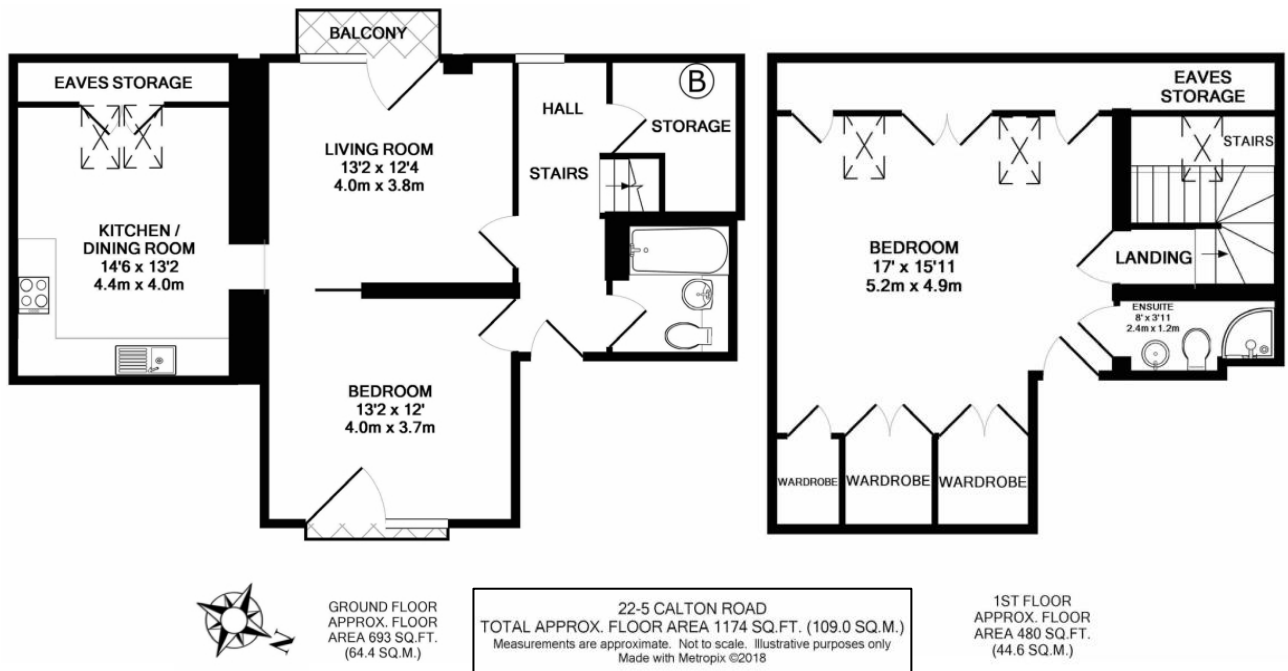 BALCONY
EAVES STORAGE
HALL
B
STORAGE
LIVING ROOM
13'2 x 12'4
4.0m x 3.8m
STAIRS
KITCHEN /
DINING ROOM
14'6 x 13'2
4.4m x 4.0m
BEDROOM
13'2 x 12'
4.0m x 3.7m
EAVES
STORAGE
STAIRS
BEDROOM
17' x 15'11
5.2m x 4.9m
LANDING
ENSUITE
8' x 3'11
2.4m x 1.2m
WARDROBE
WARDROBE
WARDROBE
N
GROUND FLOOR
APPROX. FLOOR
AREA 693 SQ.FT.
(64.4 SQ.M.)
22-5 CALTON ROAD
TOTAL APPROX. FLOOR AREA 1174 SQ.FT. (109.0 SQ.M.)
Measurements are approximate. Not to scale. Illustrative purposes only
Made with Metropix ©2018
1ST FLOOR
APPROX. FLOOR
AREA 480 SQ.FT.
(44.6 SQ.M.)